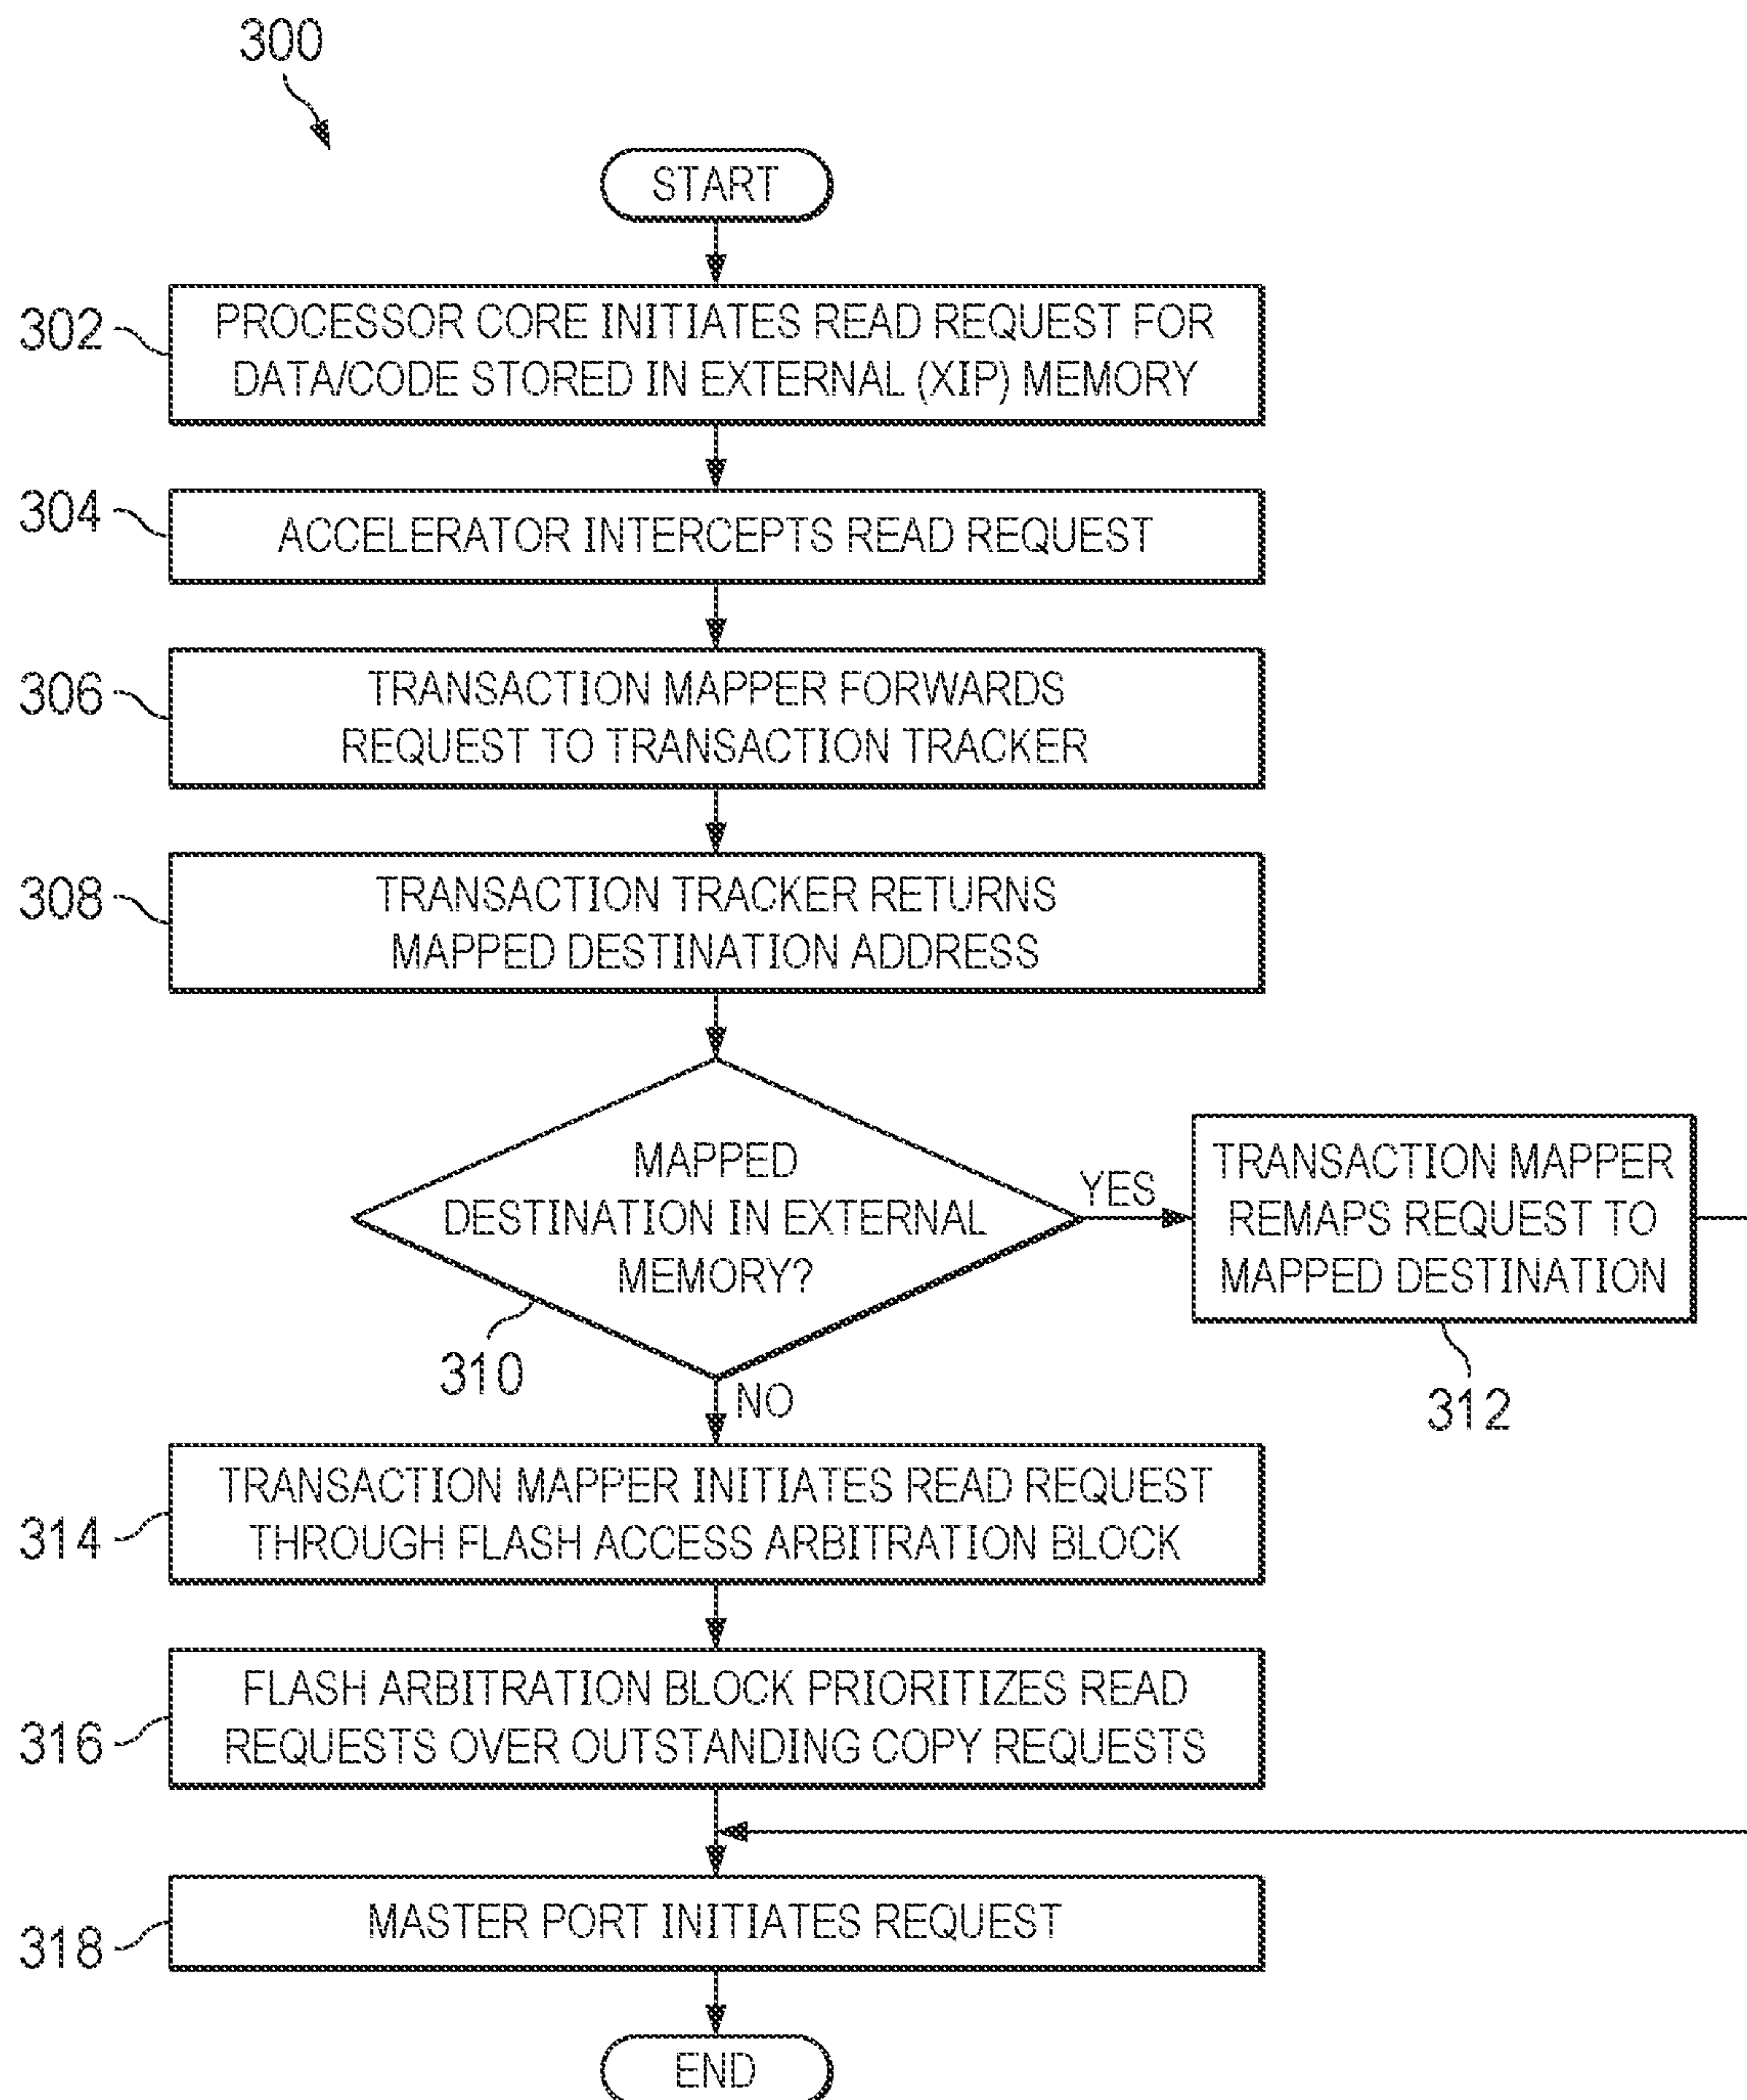 300
START
302
PROCESSOR CORE INITIATES READ REQUEST FOR
DATA/CODE STORED IN EXTERNAL (XIP) MEMORY
304
ACCELERATOR INTERCEPTS READ REQUEST
306
TRANSACTION MAPPER FORWARDS
REQUEST TO TRANSACTION TRACKER
308
TRANSACTION TRACKER RETURNS
MAPPED DESTINATION ADDRESS
MAPPED
DESTINATION IN EXTERNAL
MEMORY?
310
YES
TRANSACTION MAPPER
REMAPS REQUEST TO
MAPPED DESTINATION
312
NO
314
TRANSACTION MAPPER INITIATES READ REQUEST
THROUGH FLASH ACCESS ARBITRATION BLOCK
316
FLASH ARBITRATION BLOCK PRIORITIZES READ
REQUESTS OVER OUTSTANDING COPY REQUESTS
318
MASTER PORT INITIATES REQUEST
END